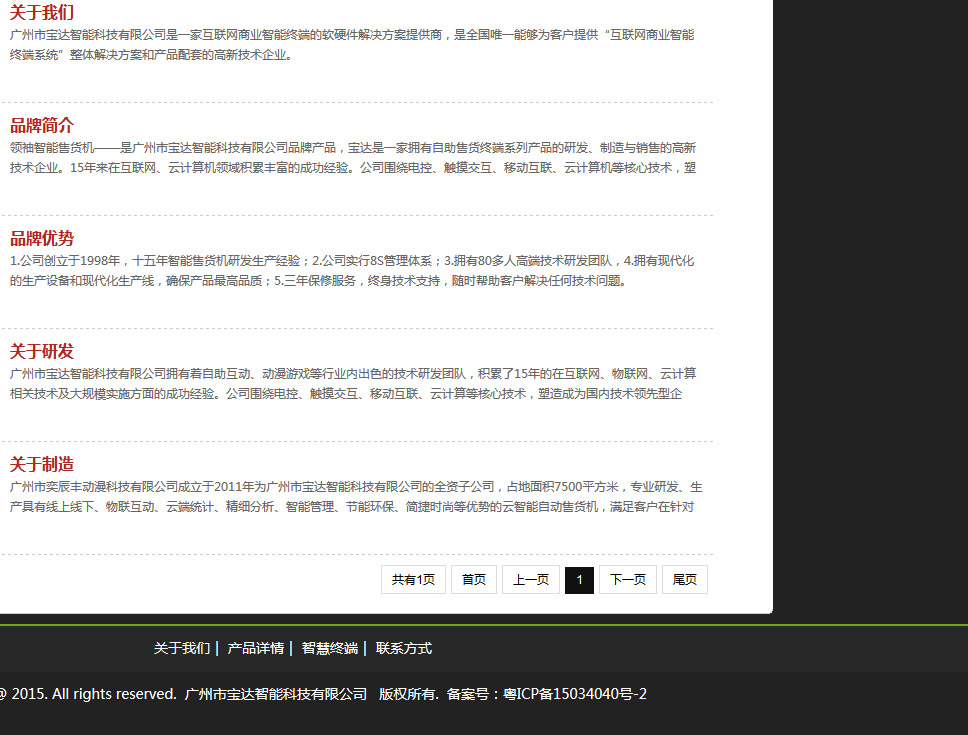 关于我们
广州市宝达智能科技有限公司是一家互联网商业智能终端的软硬件解决方案提供商，是全国唯一能够为客户提供“互联网商业智能
终端系统”整体解决方案和产品配套的高新技术企业。
品牌简介
领袖智能售货机——是广州市宝达智能科技有限公司品牌产品，宝达是一家拥有自助售货终端系列产品的研发、制造与销售的高新
技术企业。15年来在互联网、云计算机领域积累丰富的成功经验。公司围绕电控、触摸交互、移动互联、云计算机等核心技术，塑
品牌优势
1.公司创立于1998年，十五年智能售货机研发生产经验；2.公司实行8S管理体系；3.拥有80多人高端技术研发团队，4.拥有现代化
的生产设备和现代化生产线，确保产品最高品质；5.三年保修服务，终身技术支持，随时帮助客户解决任何技术问题。
关于研发
广州市宝达智能科技有限公司拥有着自助互动、动漫游戏等行业内出色的技术研发团队，积累了15年的在互联网、物联网、云计算
相关技术及大规模实施方面的成功经验。公司围绕电控、触摸交互、移动互联、云计算等核心技术，塑造成为国内技术领先型企
关于制造
广州市奕辰丰动漫科技有限公司成立于2011年为广州市宝达智能科技有限公司的全资子公司，占地面积7500平方米，专业研发、生
产具有线上线下、物联互动、云端统计、精细分析、智能管理、节能环保、简捷时尚等优势的云智能自动售货机，满足客户在针对
共有1页 首页 上一页 1 下一页 尾页
关于我们 | 产品详情 | 智慧终端 | 联系方式
@ 2015. All rights reserved. 广州市宝达智能科技有限公司 版权所有. 备案号：粤ICP备15034040号-2